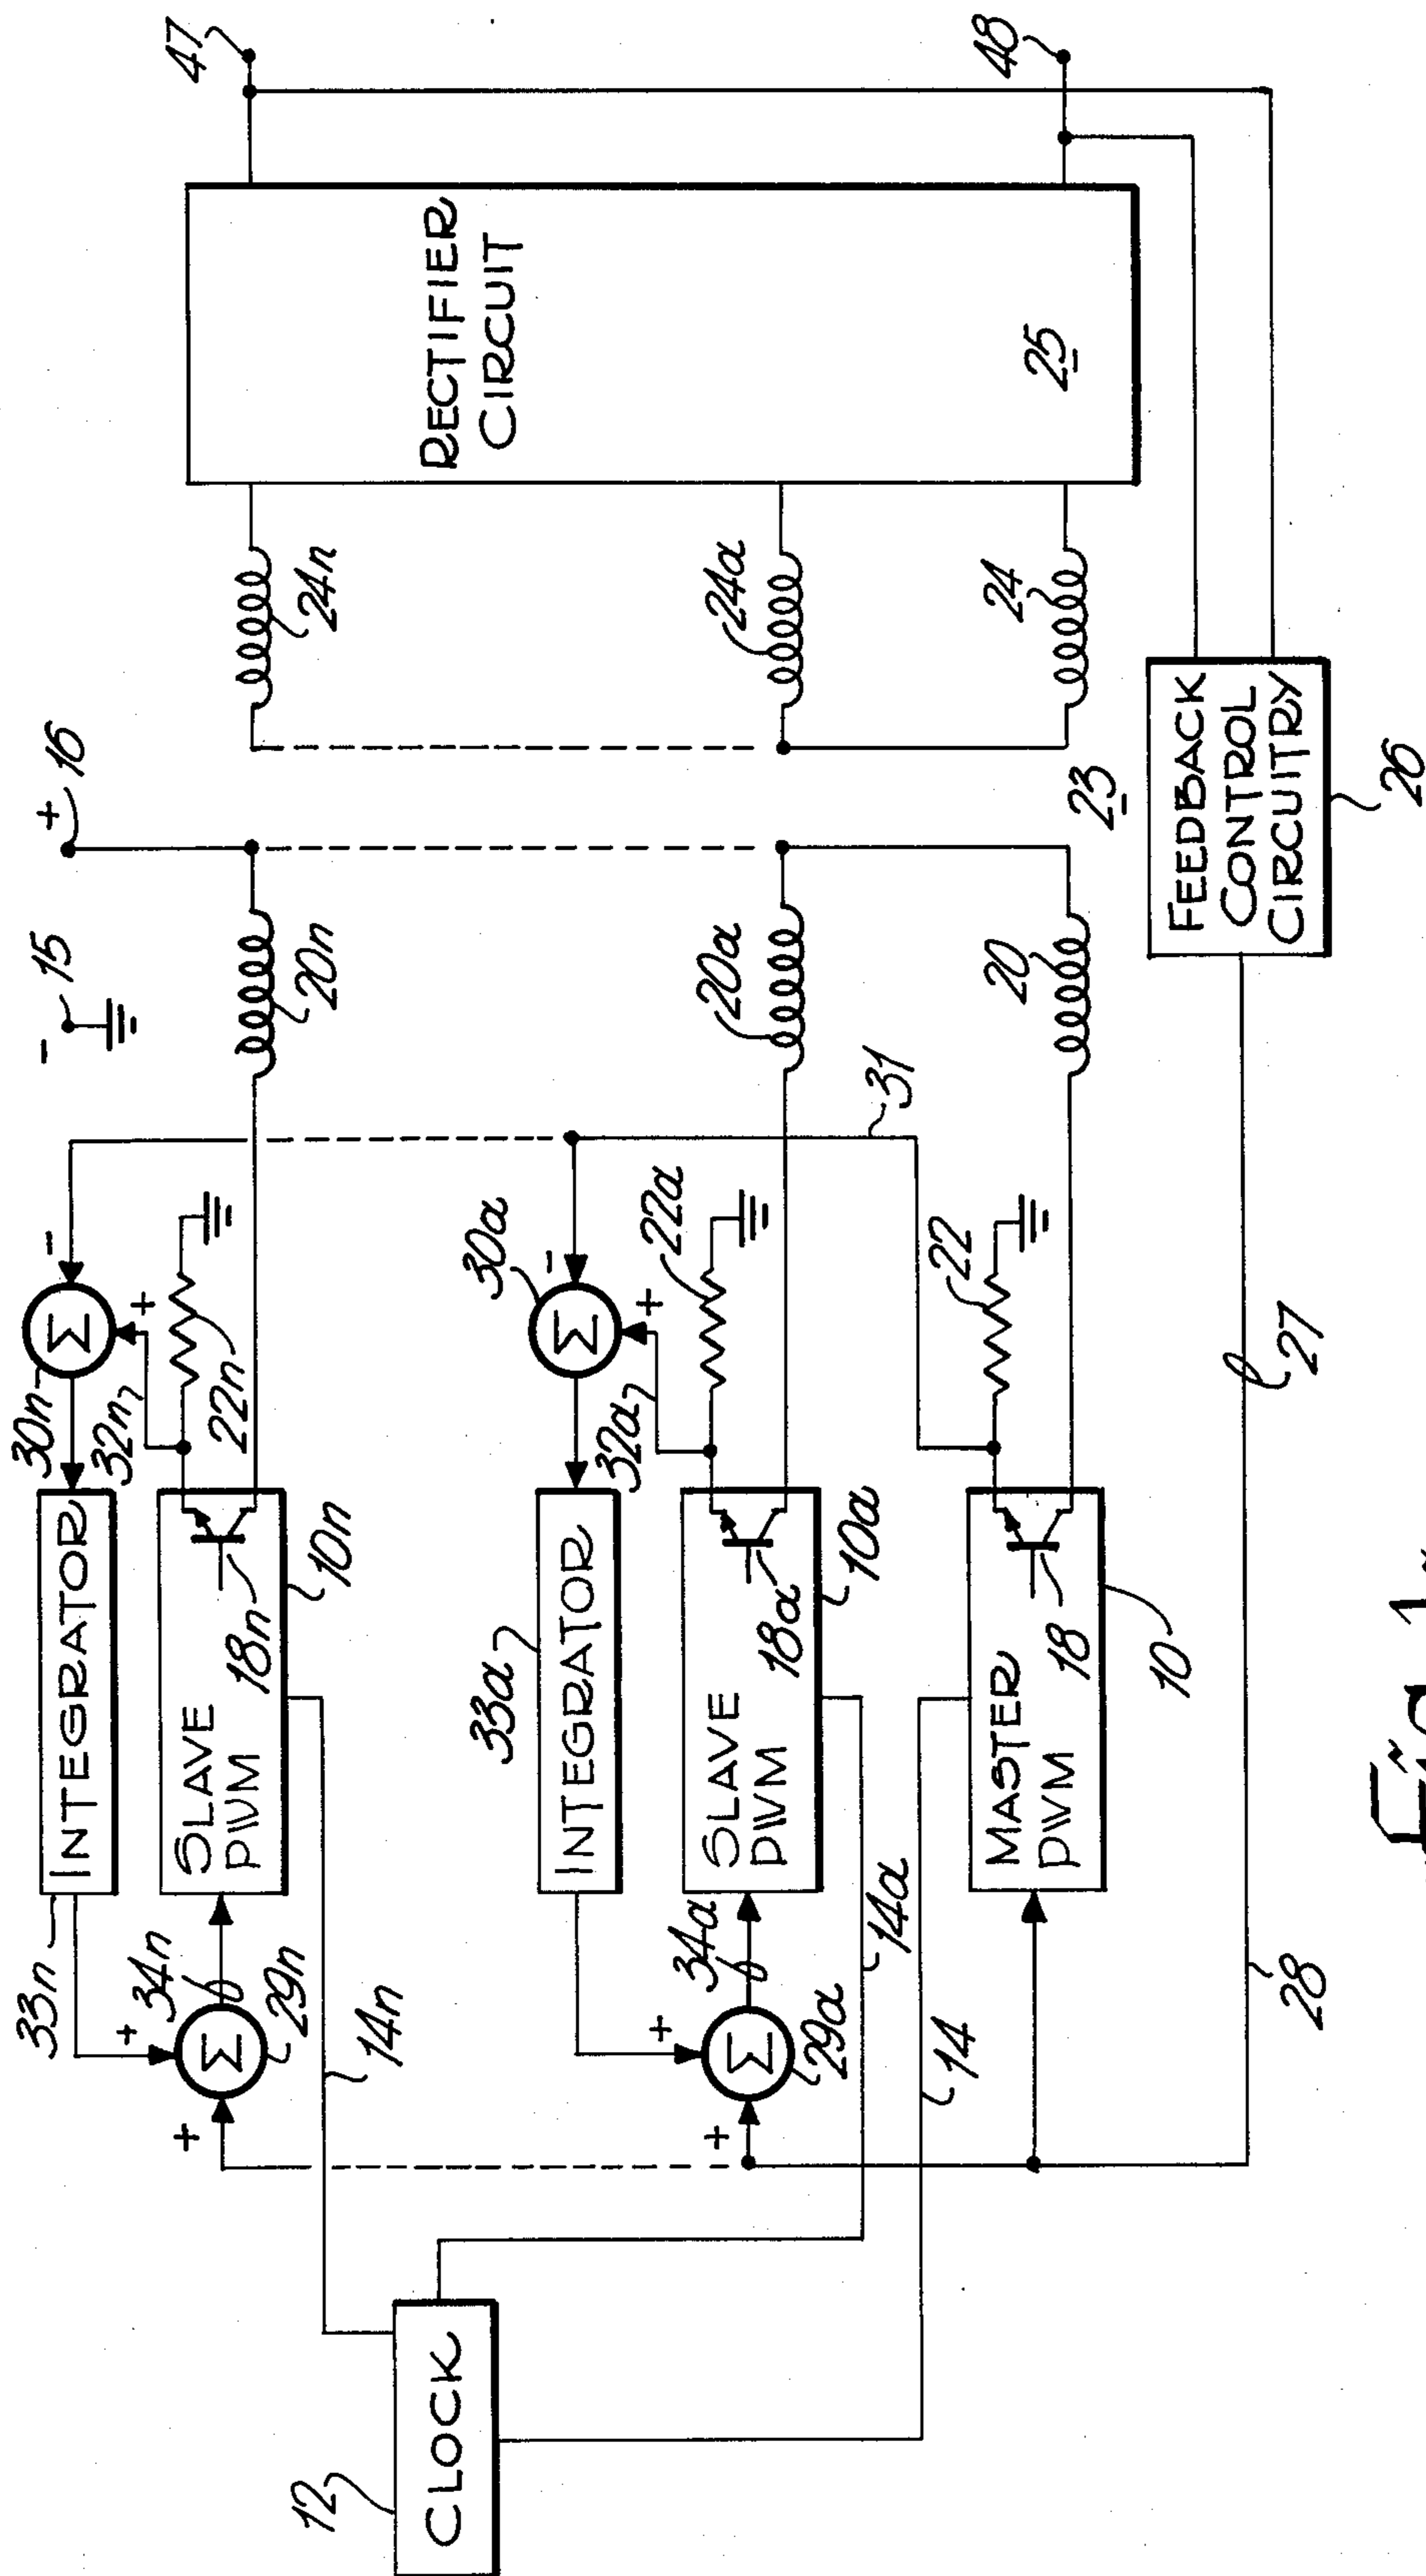 47
48
RECTIFIER
CIRCUIT
25
24n
24a
24
+
16
-
15
20n
20a
20
23
FEEDBACK
CONTROL
CIRCUITRY
26
31
-
Σ
+
30n
32n
22n
30a
-
Σ
+
32a
22a
22
27
INTEGRATOR
33n
SLAVE
PWM
18n
10n
33a
INTEGRATOR
SLAVE
PWM
18a
10a
MASTER
PWM
18
10
34n
+
Σ
29n
+
14n
34a
+
Σ
29a
+
14a
14
28
12
CLOCK
Fig. 1.